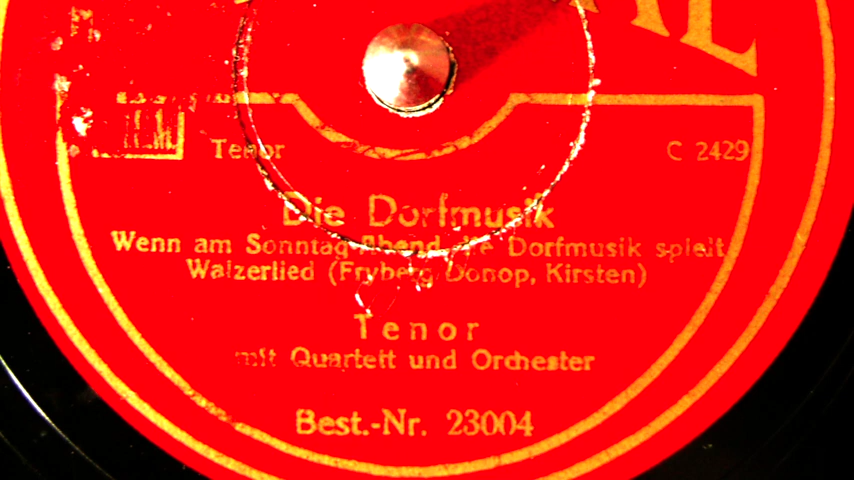 Tenor C 2429
Die Dorfmusik
Wenn am Sonntag-Abend die Dorfmusik spielt
Walzerlied (Fryberg, Donop, Kirsten)
Tenor
mit Quartett und Orchester
Best.-Nr. 23004